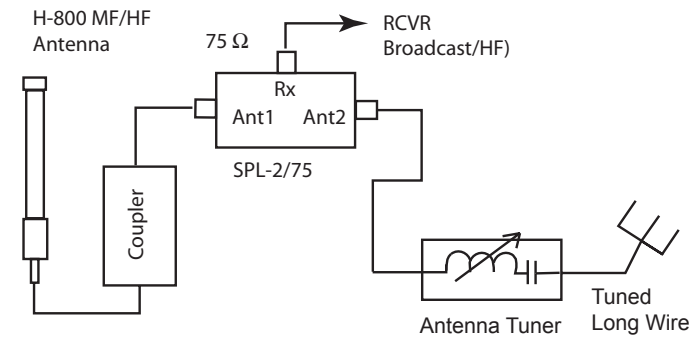 H-800 MF/HF
Antenna
75 Ω
RCVR
Broadcast/HF)
Rx
Ant1
Ant2
SPL-2/75
Coupler
Antenna Tuner
Tuned
Long Wire